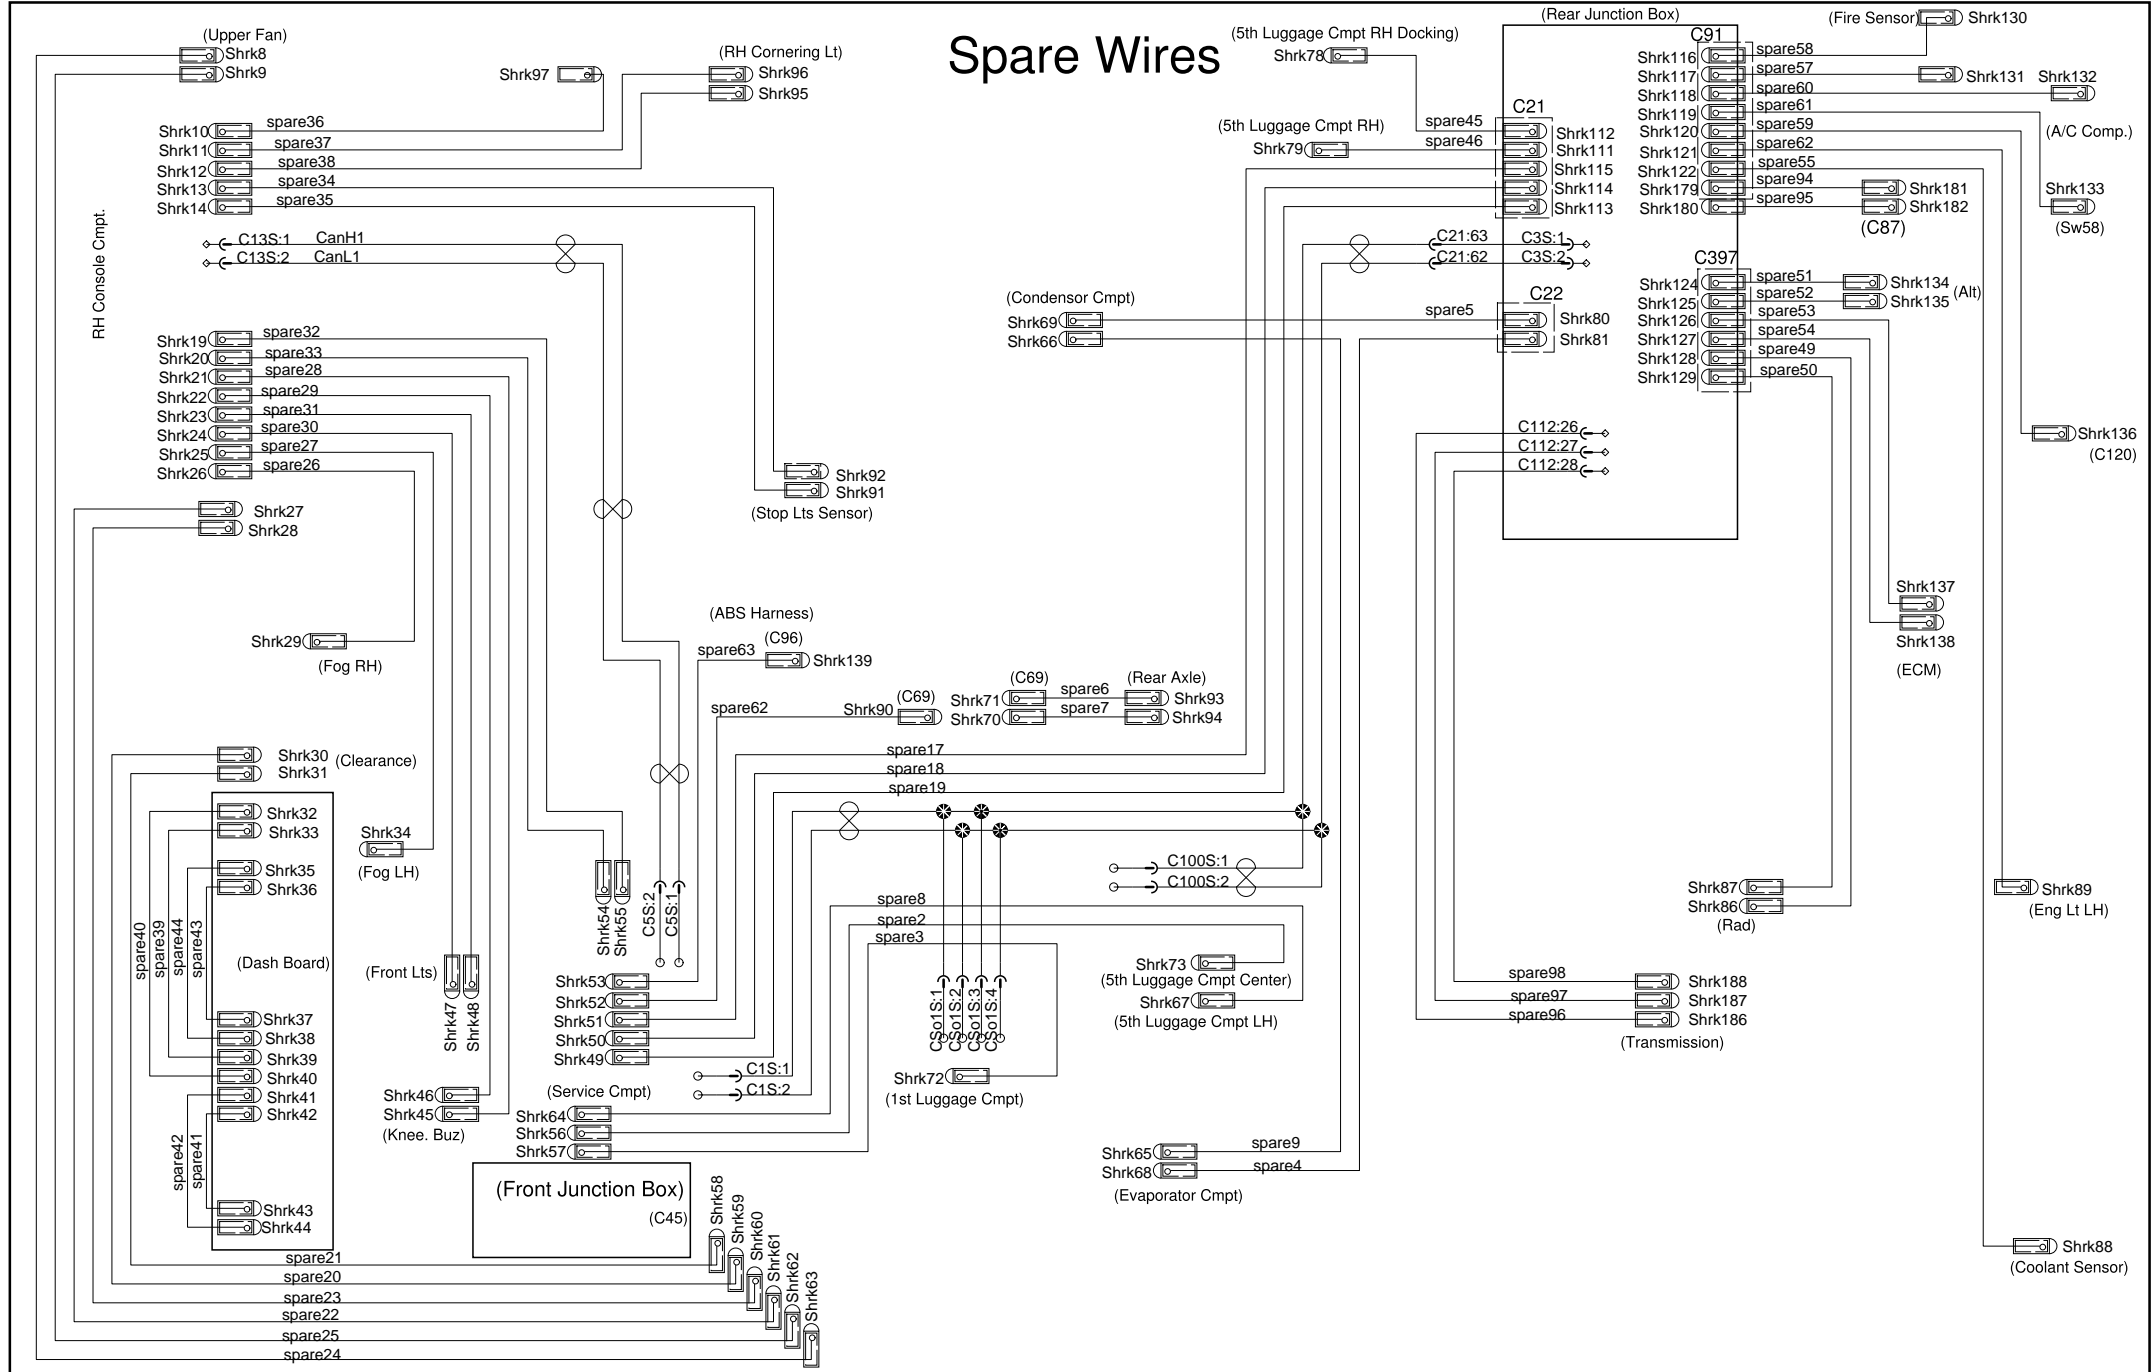 Spare Wires
(Upper Fan)
Shrk8
Shrk9
Shrk97
(RH Cornering Lt)
Shrk96
Shrk95
Shrk10
spare36
Shrk11
spare37
Shrk12
spare38
Shrk13
spare34
Shrk14
spare35
RH Console Cmpt.
C13S:1
CanH1
C13S:2
CanL1
Shrk19
spare32
Shrk20
spare33
Shrk21
spare28
Shrk22
spare29
Shrk23
spare31
Shrk24
spare30
Shrk25
spare27
Shrk26
spare26
Shrk27
Shrk28
Shrk92
Shrk91
(Stop Lts Sensor)
Shrk29
(Fog RH)
(ABS Harness)
(C96)
spare63
Shrk139
(C69)
spare62
Shrk90
(C69)
(Rear Axle)
Shrk71
spare6
Shrk93
Shrk70
spare7
Shrk94
spare17
spare18
spare19
Shrk30
(Clearance)
Shrk31
Shrk32
Shrk33
Shrk34
(Fog LH)
Shrk35
Shrk36
spare40
spare39
spare44
spare43
(Dash Board)
(Front Lts)
Shrk47
Shrk48
Shrk37
Shrk38
Shrk39
Shrk40
Shrk41
Shrk42
spare42
spare41
Shrk43
Shrk44
Shrk46
Shrk45
(Knee. Buz)
Shrk54
Shrk55
C5S:2
C5S:1
Shrk53
Shrk52
Shrk51
Shrk50
Shrk49
(Service Cmpt)
Shrk64
Shrk56
Shrk57
C1S:1
C1S:2
(Front Junction Box)
(C45)
Shrk58
Shrk59
Shrk60
Shrk61
Shrk62
Shrk63
spare21
spare20
spare23
spare22
spare25
spare24
spare8
spare2
spare3
CSo1S:1
CSo1S:2
CSo1S:3
CSo1S:4
Shrk72
(1st Luggage Cmpt)
C100S:1
C100S:2
Shrk73
(5th Luggage Cmpt Center)
Shrk67
(5th Luggage Cmpt LH)
Shrk65
spare9
Shrk68
spare4
(Evaporator Cmpt)
(Condensor Cmpt)
Shrk69
spare5
Shrk66
(5th Luggage Cmpt RH Docking)
Shrk78
(5th Luggage Cmpt RH)
Shrk79
spare45
spare46
(Rear Junction Box)
C21
Shrk112
Shrk111
Shrk115
Shrk114
Shrk113
C21:63
C3S:1
C21:62
C3S:2
C22
Shrk80
Shrk81
C112:26
C112:27
C112:28
C91
Shrk116
spare58
Shrk117
spare57
Shrk118
spare60
Shrk119
spare61
Shrk120
spare59
Shrk121
spare62
Shrk122
spare55
Shrk179
spare94
Shrk180
spare95
(Fire Sensor)
Shrk130
Shrk131
Shrk132
(A/C Comp.)
Shrk181
Shrk182
(C87)
Shrk133
(Sw58)
C397
Shrk124
spare51
Shrk134
Shrk125
spare52
Shrk135
(Alt)
Shrk126
spare53
Shrk127
spare54
Shrk128
spare49
Shrk129
spare50
Shrk136
(C120)
Shrk137
Shrk138
(ECM)
Shrk87
Shrk86
(Rad)
Shrk89
(Eng Lt LH)
spare98
Shrk188
spare97
Shrk187
spare96
Shrk186
(Transmission)
Shrk88
(Coolant Sensor)